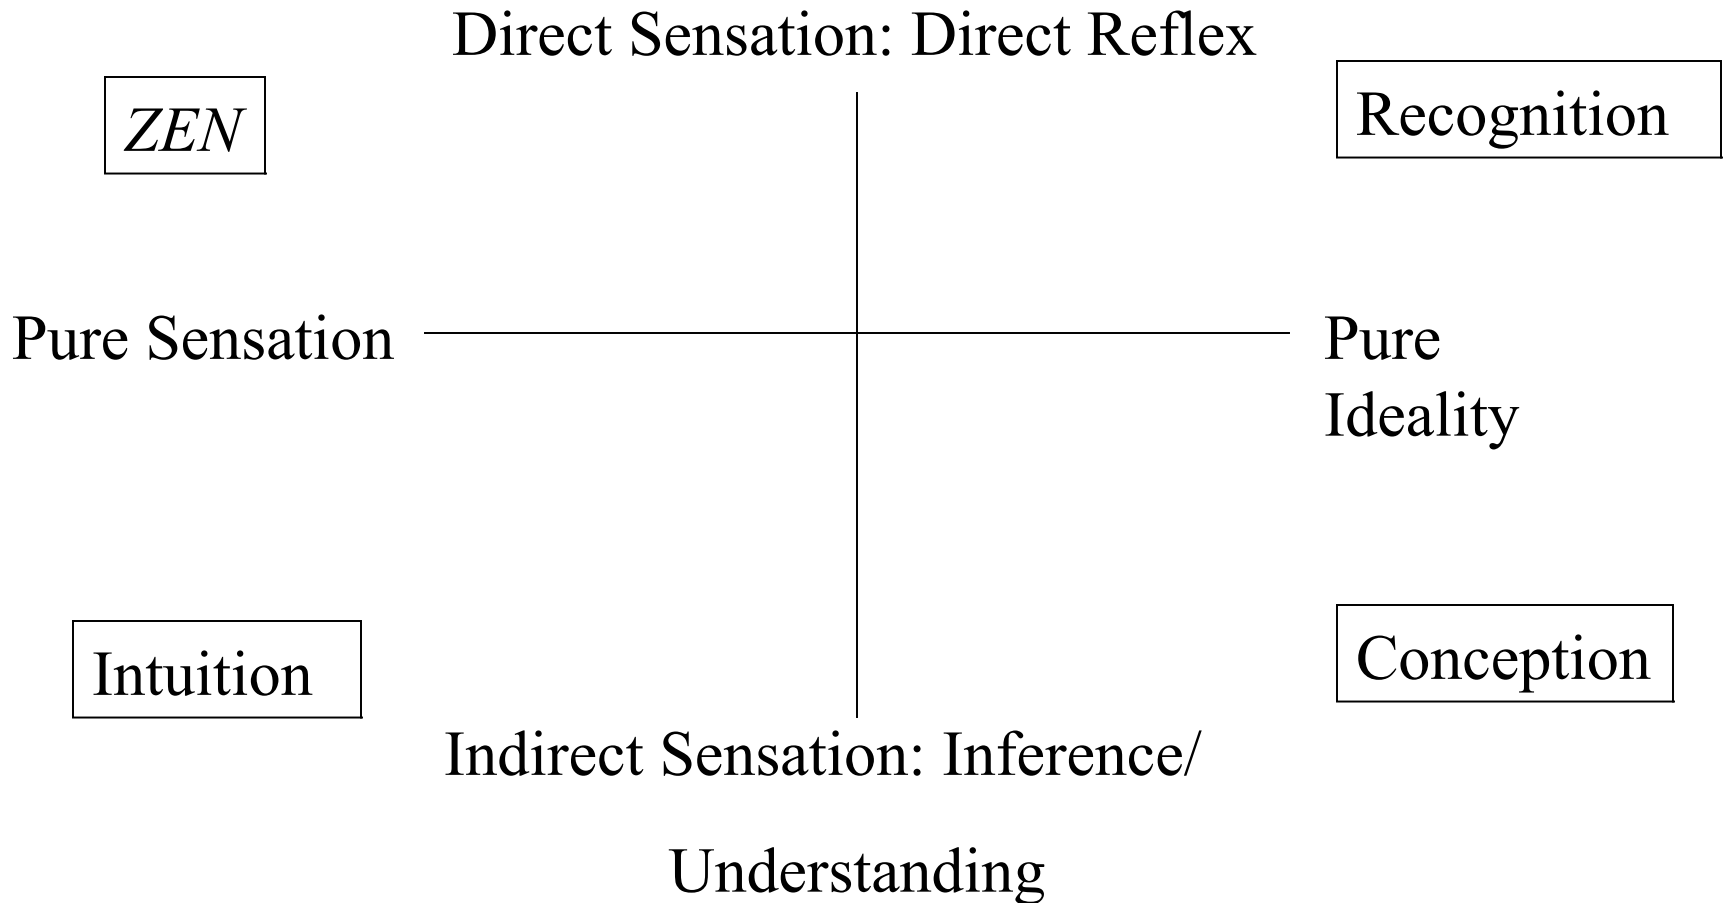 Direct Sensation: Direct Reflex
ZEN
Recognition
Pure Sensation
Pure
Ideality
Intuition
Conception
Indirect Sensation: Inference/
Understanding